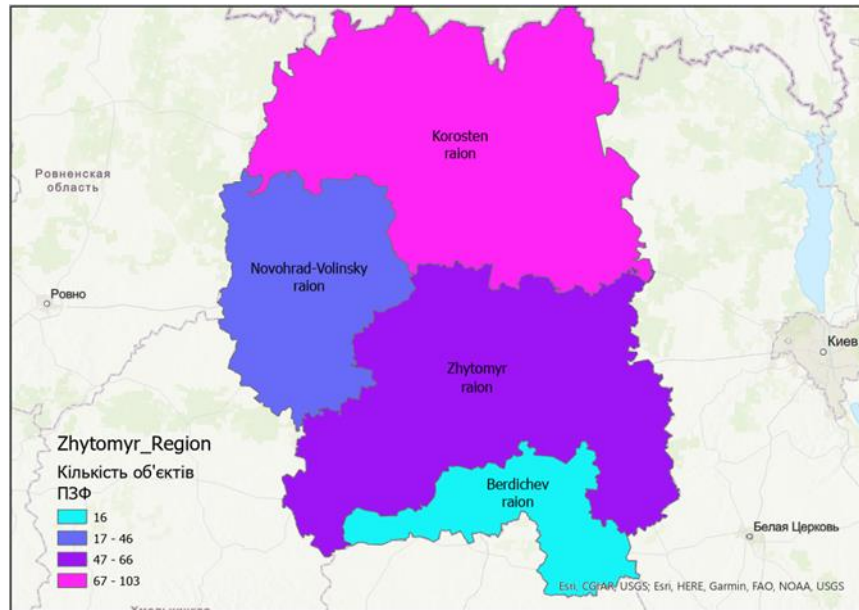 Korosten
raion
Ровненская
область
Novohrad-Volinsky
raion
Ровно
Киев
Zhytomyr
raion
Zhytomyr_Region
Кількість об'єктів
ПЗФ
16
17 - 46
47 - 66
67 - 103
Berdichev
raion
Белая Церковь
Esri, CGIAR, USGS; Esri, HERE, Garmin, FAO, NOAA, USGS